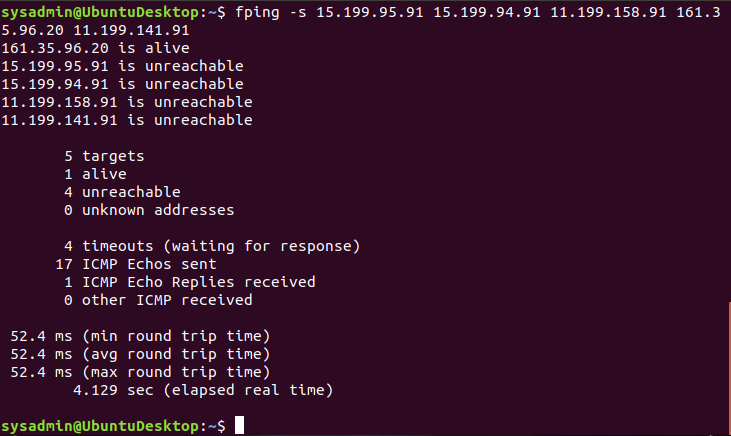 sysadmin@UbuntuDesktop:~$ fping -s 15.199.95.91 15.199.94.91 11.199.158.91 161.3
5.96.20 11.199.141.91
161.35.96.20 is alive
15.199.95.91 is unreachable
15.199.94.91 is unreachable
11.199.158.91 is unreachable
11.199.141.91 is unreachable
5 targets
1 alive
4 unreachable
0 unknown addresses
4 timeouts (waiting for response)
17 ICMP Echos sent
1 ICMP Echo Replies received
0 other ICMP received
52.4 ms (min round trip time)
52.4 ms (avg round trip time)
52.4 ms (max round trip time)
4.129 sec (elapsed real time)
sysadmin@UbuntuDesktop:~$